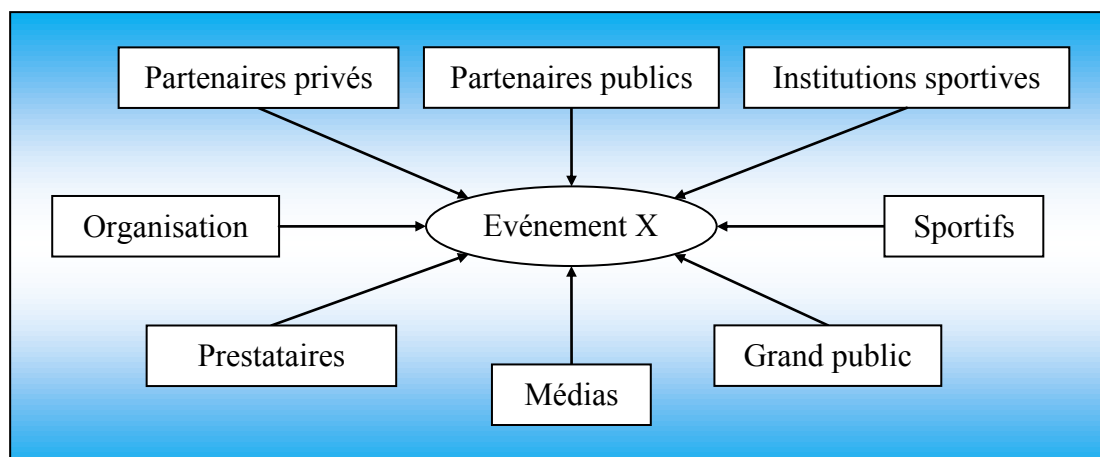 Partenaires privés
Partenaires publics
Institutions sportives
Organisation
Evénement X
Sportifs
Prestataires
Médias
Grand public